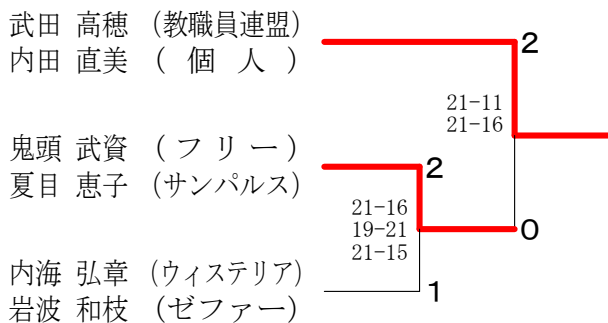 武田 高穂 (教職員連盟)
内田 直美 ( 個 人 )
2
21-11
21-16
鬼頭 武資 (フリー)
夏目 恵子 (サンパルス)
2
21-16
19-21
21-15
0
内海 弘章 (ウィステリア)
岩波 和枝 (ゼファー)
1